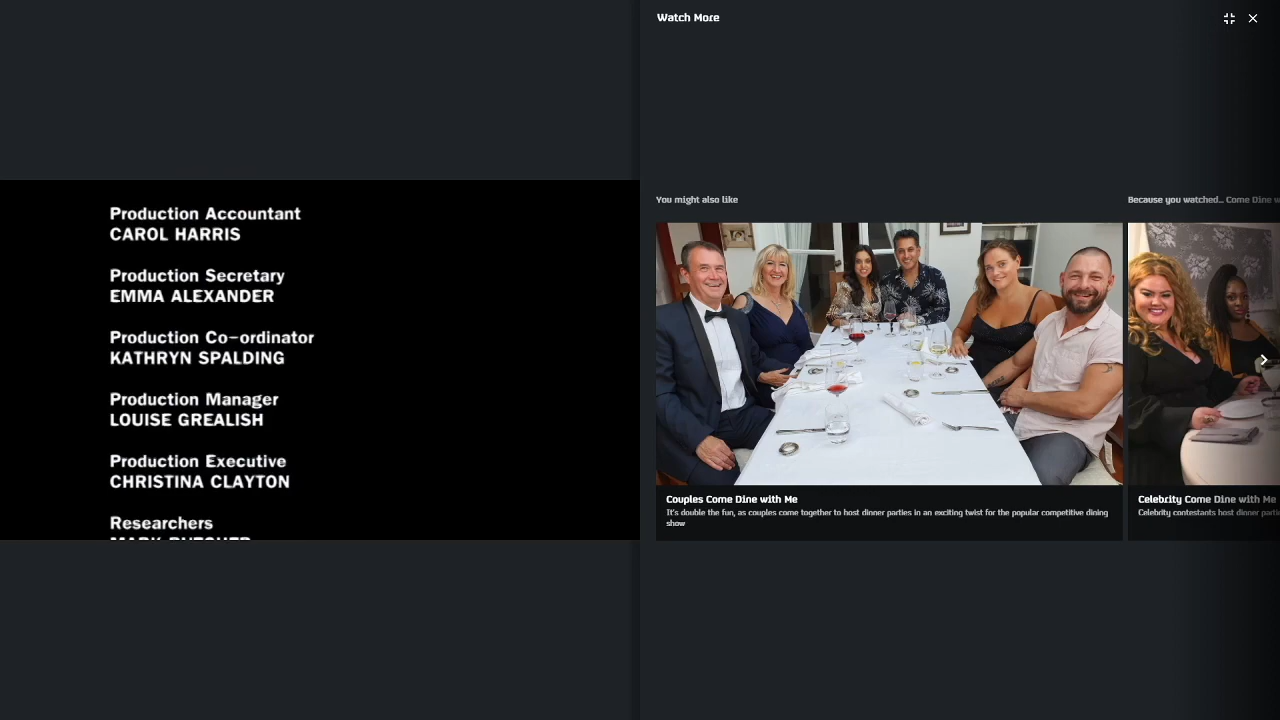 Watch More
Production Accountant
CAROL HARRIS
Production Secretary
EMMA ALEXANDER
Production Co-ordinator
KATHRYN SPALDING
Production Manager
LOUISE GREALISH
Production Executive
CHRISTINA CLAYTON
Researchers
MARK BUTCHER
You might also like
Couples Come Dine with Me
It's double the fun, as couples come together to host dinner parties in an exciting twist for the popular competitive dining
show
Because you watched... Come Dine w
Celebrity Come Dine with Me
Celebrity contestants host dinner parti